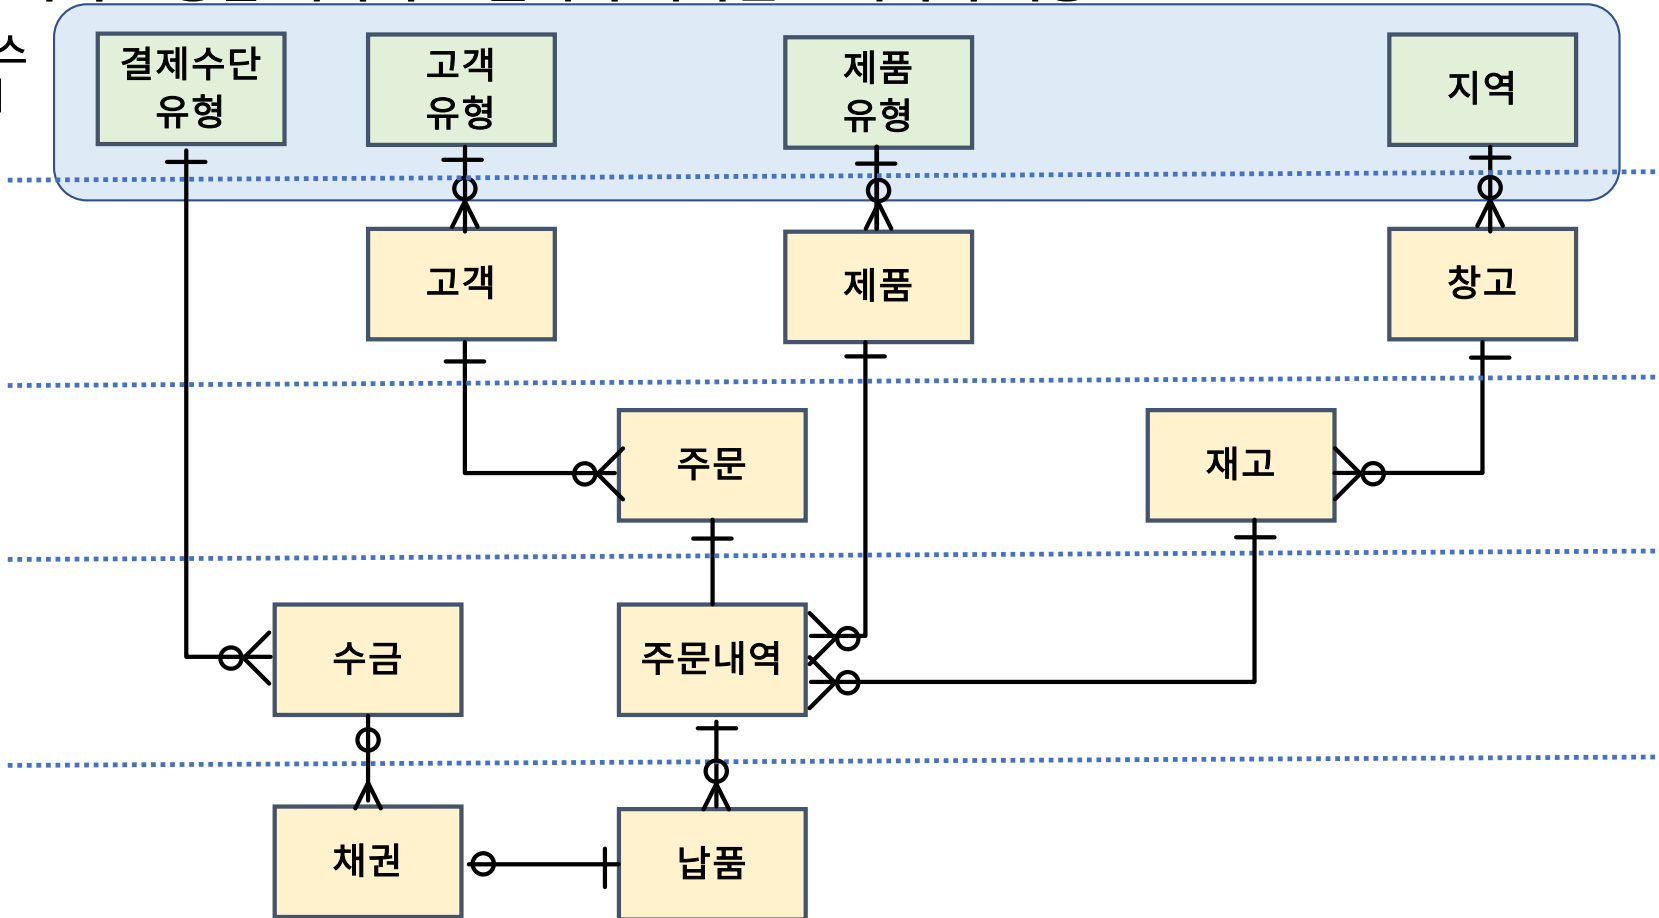 스
결제수단
유형
고객
유형
제품
유형
지역
고객
제품
창고
주문
재고
수금
주문내역
채권
납품